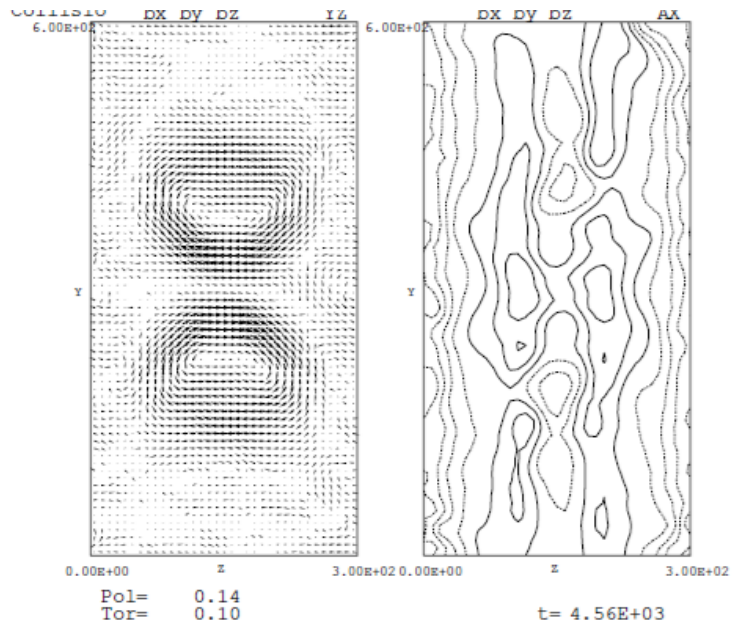 Collisio bx by bz YZ bx by bz AX
6.00E+02 6.00E+02
Y Y
0.00E+00 z 3.00E+02 0.00E+00 z 3.00E+02
Pol= 0.14
Tor= 0.10 t= 4.56E+03